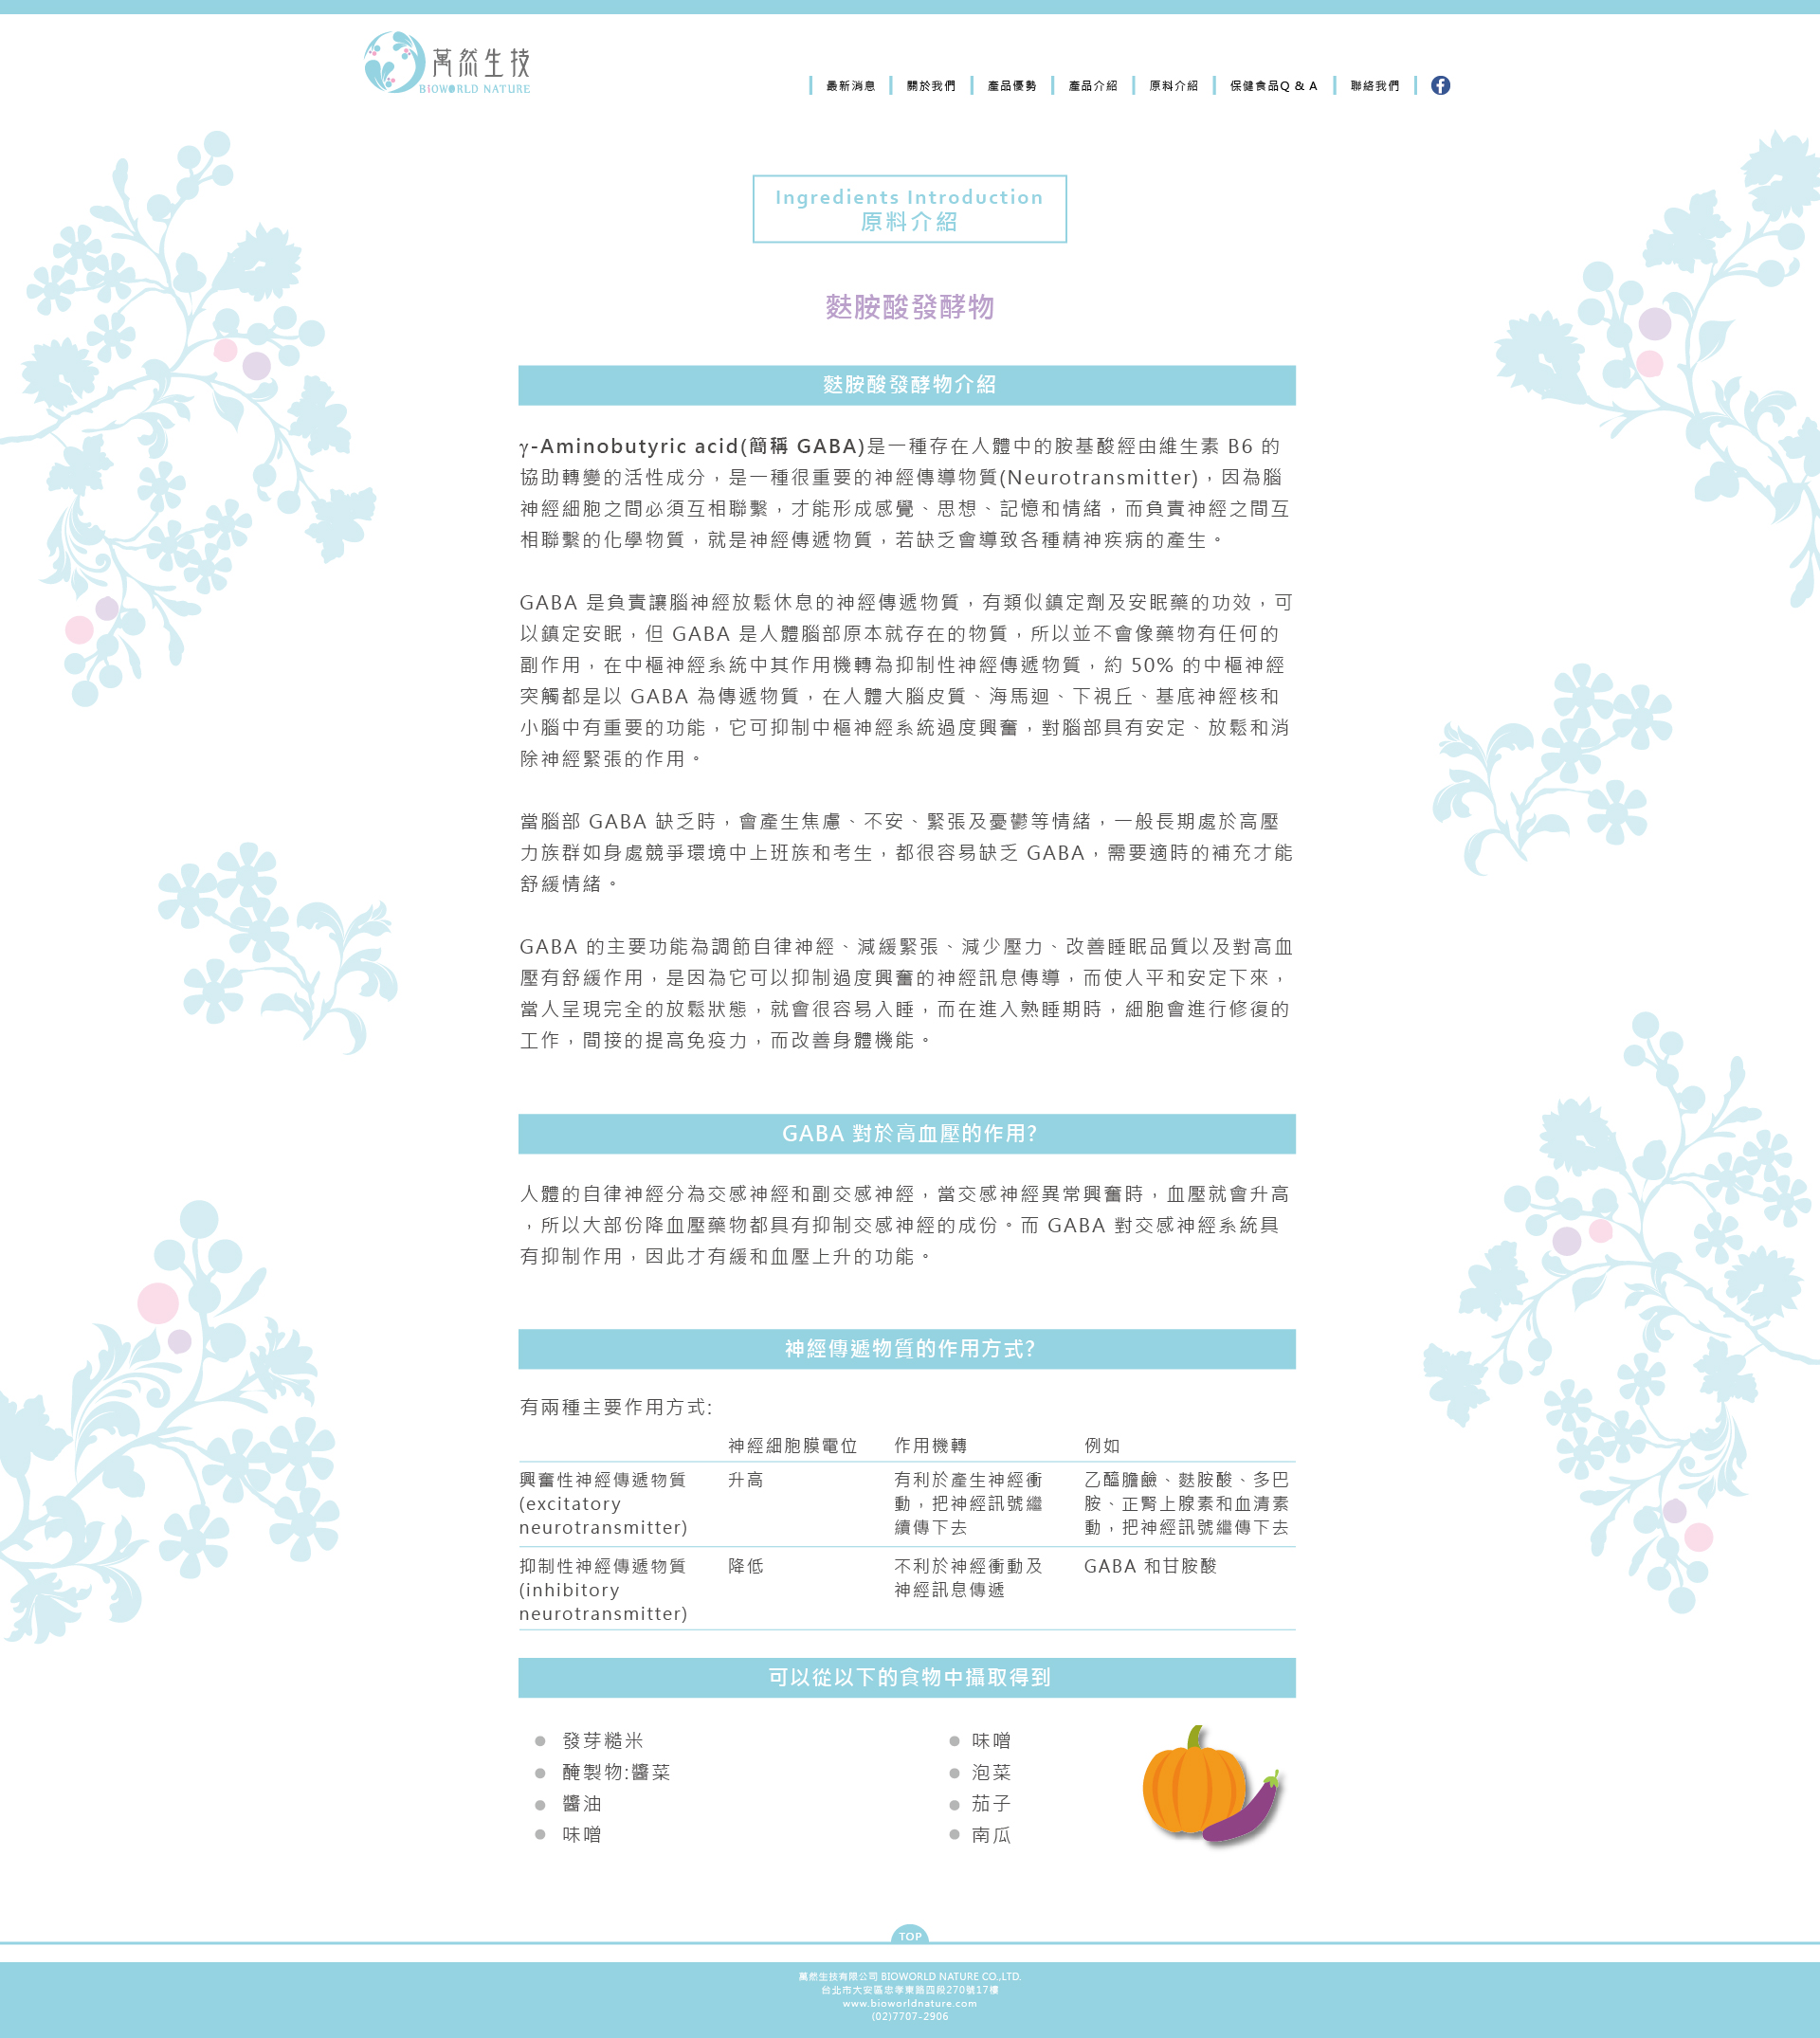 萬然生技
BIOWORLD NATURE
最新消息
關於我們
產品優勢
產品介紹
原料介紹
保健食品Q & A
聯絡我們
Ingredients Introduction
原料介紹
麩胺酸發酵物
麩胺酸發酵物介紹
γ-Aminobutyric acid(簡稱 GABA)是一種存在人體中的胺基酸經由維生素 B6 的
協助轉變的活性成分，是一種很重要的神經傳導物質(Neurotransmitter)，因為腦
神經細胞之間必須互相聯繫，才能形成感覺、思想、記憶和情緒，而負責神經之間互
相聯繫的化學物質，就是神經傳遞物質，若缺乏會導致各種精神疾病的產生。
GABA 是負責讓腦神經放鬆休息的神經傳遞物質，有類似鎮定劑及安眠藥的功效，可
以鎮定安眠，但 GABA 是人體腦部原本就存在的物質，所以並不會像藥物有任何的
副作用，在中樞神經系統中其作用機轉為抑制性神經傳遞物質，約 50% 的中樞神經
突觸都是以 GABA 為傳遞物質，在人體大腦皮質、海馬迴、下視丘、基底神經核和
小腦中有重要的功能，它可抑制中樞神經系統過度興奮，對腦部具有安定、放鬆和消
除神經緊張的作用。
當腦部 GABA 缺乏時，會產生焦慮、不安、緊張及憂鬱等情緒，一般長期處於高壓
力族群如身處競爭環境中上班族和考生，都很容易缺乏 GABA，需要適時的補充才能
舒緩情緒。
GABA 的主要功能為調節自律神經、減緩緊張、減少壓力、改善睡眠品質以及對高血
壓有舒緩作用，是因為它可以抑制過度興奮的神經訊息傳導，而使人平和安定下來，
當人呈現完全的放鬆狀態，就會很容易入睡，而在進入熟睡期時，細胞會進行修復的
工作，間接的提高免疫力，而改善身體機能。
GABA 對於高血壓的作用?
人體的自律神經分為交感神經和副交感神經，當交感神經異常興奮時，血壓就會升高
，所以大部份降血壓藥物都具有抑制交感神經的成份。而 GABA 對交感神經系統具
有抑制作用，因此才有緩和血壓上升的功能。
神經傳遞物質的作用方式?
有兩種主要作用方式:
神經細胞膜電位 作用機轉 例如
興奮性神經傳遞物質 升高 有利於產生神經衝 乙醯膽鹼、麩胺酸、多巴
(excitatory 動，把神經訊號繼 胺、正腎上腺素和血清素
neurotransmitter) 續傳下去 動，把神經訊號繼傳下去
抑制性神經傳遞物質 降低 不利於神經衝動及 GABA 和甘胺酸
(inhibitory 神經訊息傳遞
neurotransmitter)
可以從以下的食物中攝取得到
發芽糙米
醃製物:醬菜
醬油
味噌
味噌
泡菜
茄子
南瓜
TOP
萬然生技有限公司 BIOWORLD NATURE CO.,LTD.
台北市大安區忠孝東路四段270號17樓
www.bioworldnature.com
(02)7707-2906